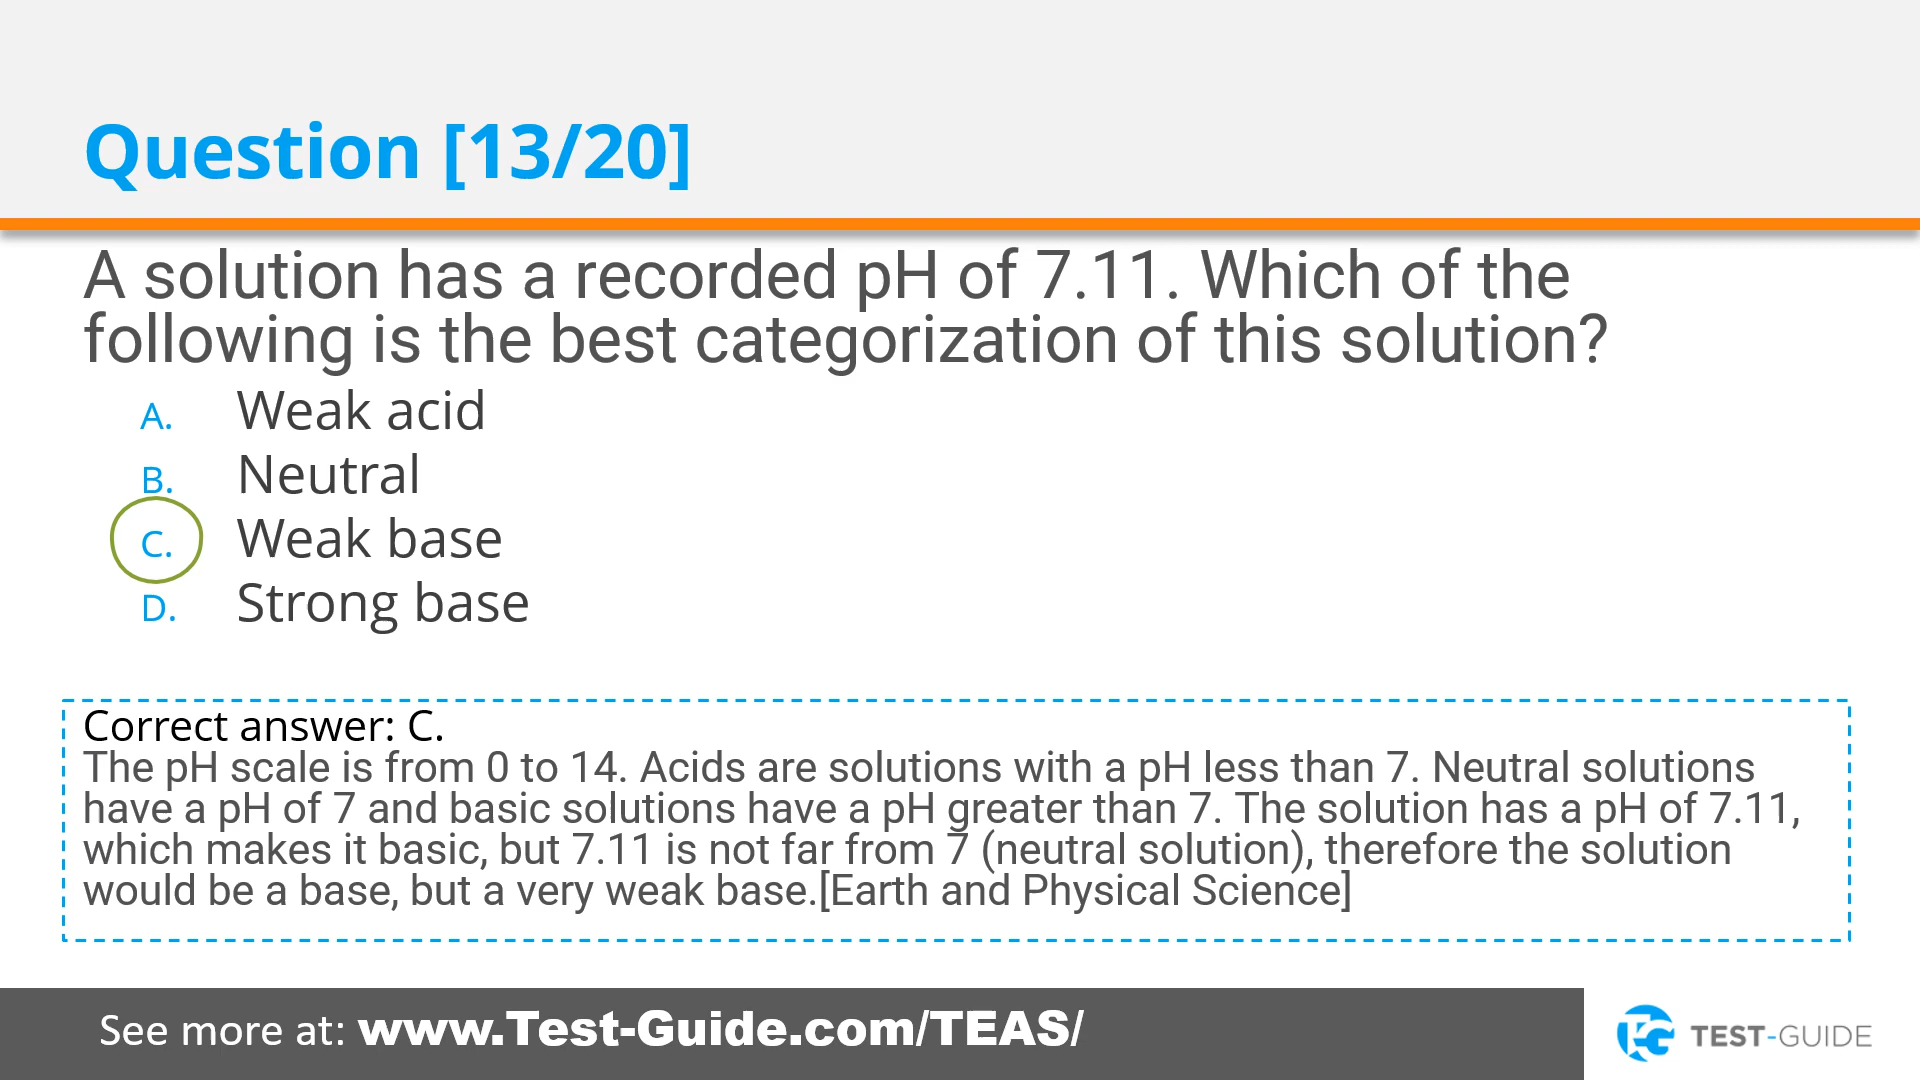 Question [13/20]
A solution has a recorded pH of 7.11. Which of the
following is the best categorization of this solution?
A. Weak acid
B. Neutral
C. Weak base
D. Strong base
Correct answer: C.
The pH scale is from 0 to 14. Acids are solutions with a pH less than 7. Neutral solutions
have a pH of 7 and basic solutions have a pH greater than 7. The solution has a pH of 7.11,
which makes it basic, but 7.11 is not far from 7 (neutral solution), therefore the solution
would be a base, but a very weak base.[Earth and Physical Science]
See more at: www.Test-Guide.com/TEAS/
TEST-GUIDE